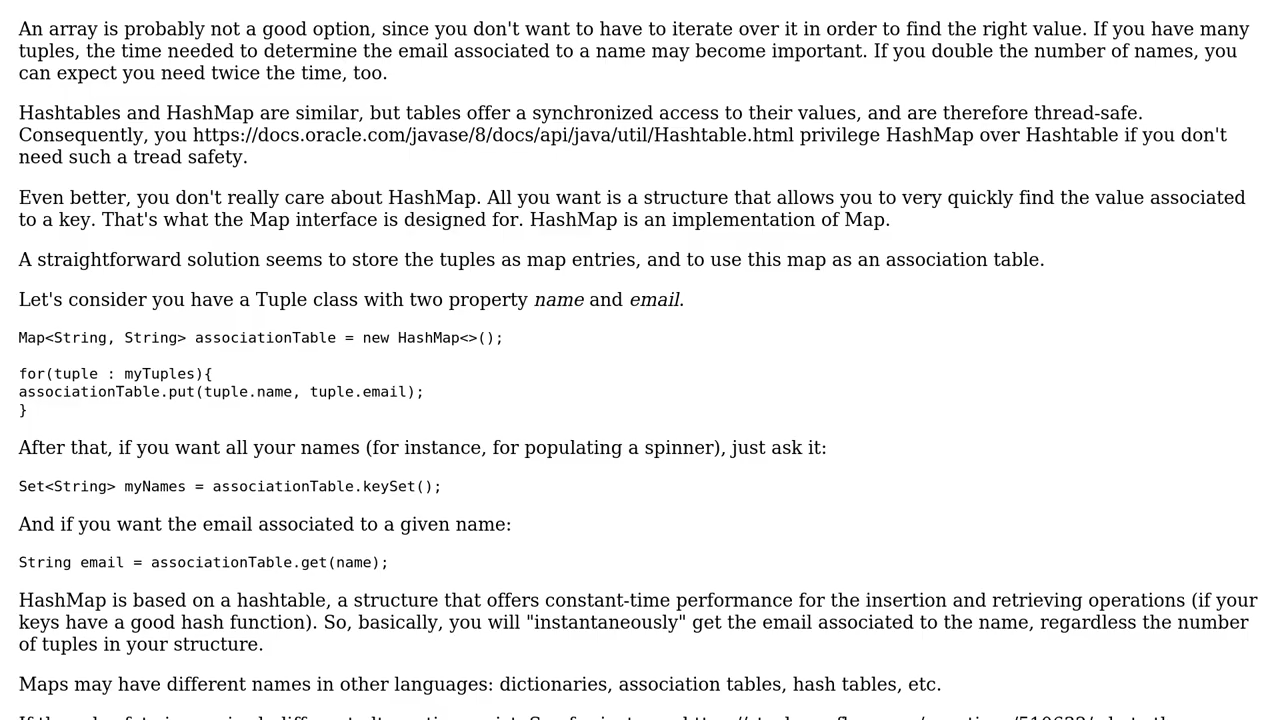 An array is probably not a good option, since you don't want to have to iterate over it in order to find the right value. If you have many
tuples, the time needed to determine the email associated to a name may become important. If you double the number of names, you
can expect you need twice the time, too.
Hashtables and HashMap are similar, but tables offer a synchronized access to their values, and are therefore thread-safe.
Consequently, you https://docs.oracle.com/javase/8/docs/api/java/util/Hashtable.html privilege HashMap over Hashtable if you don't
need such a tread safety.
Even better, you don't really care about HashMap. All you want is a structure that allows you to very quickly find the value associated
to a key. That's what the Map interface is designed for. HashMap is an implementation of Map.
A straightforward solution seems to store the tuples as map entries, and to use this map as an association table.
Let's consider you have a Tuple class with two property name and email.
Map<String, String> associationTable = new HashMap<>();
for(tuple : myTuples){
associationTable.put(tuple.name, tuple.email);
}
After that, if you want all your names (for instance, for populating a spinner), just ask it:
Set<String> myNames = associationTable.keySet();
And if you want the email associated to a given name:
String email = associationTable.get(name);
HashMap is based on a hashtable, a structure that offers constant-time performance for the insertion and retrieving operations (if your
keys have a good hash function). So, basically, you will "instantaneously" get the email associated to the name, regardless the number
of tuples in your structure.
Maps may have different names in other languages: dictionaries, association tables, hash tables, etc.